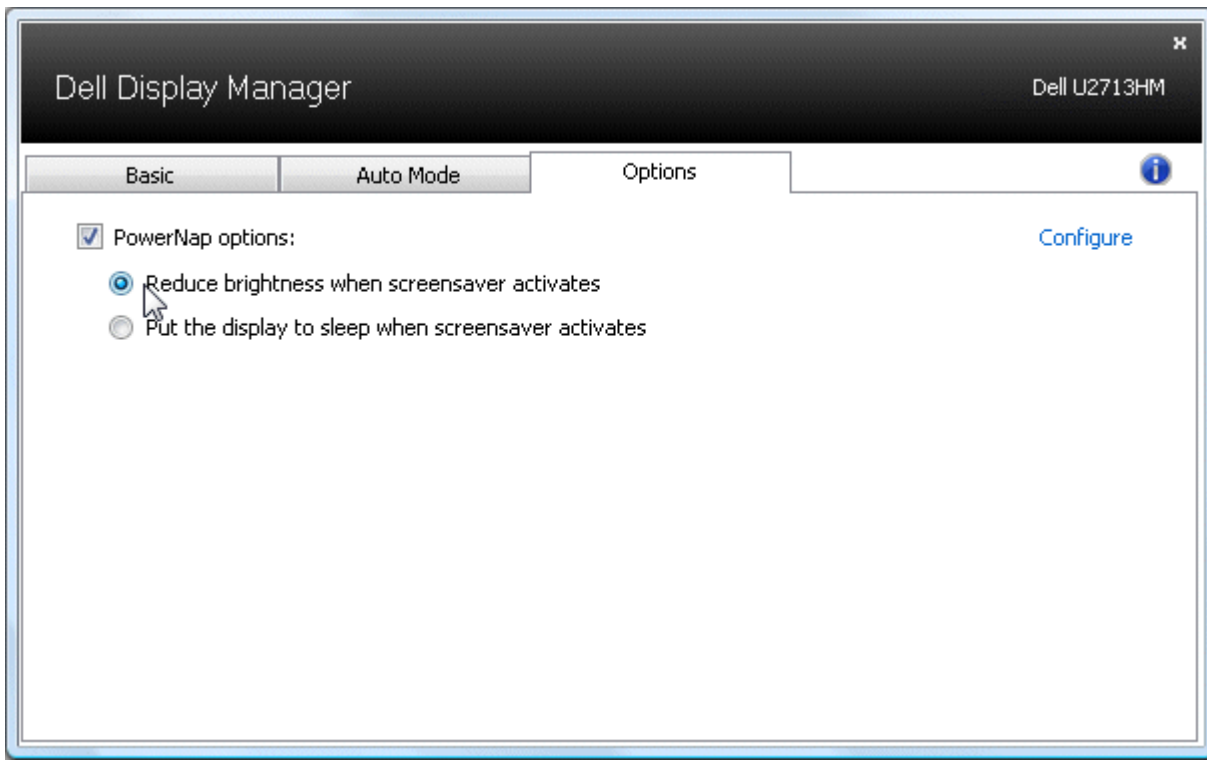 Dell Display Manager
Dell U2713HM
Basic
Auto Mode
Options
PowerNap options:
Configure
Reduce brightness when screensaver activates
Put the display to sleep when screensaver activates